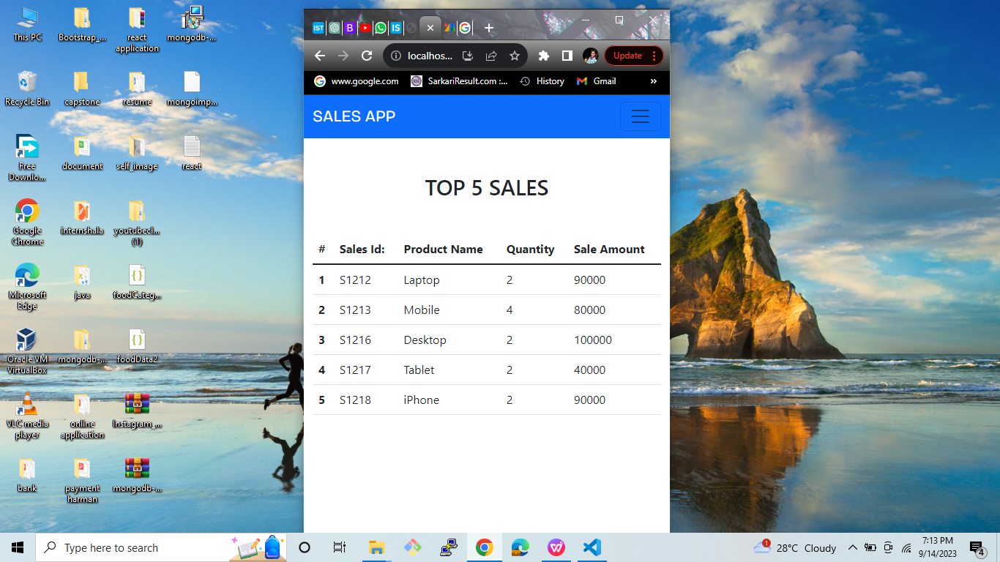 This PC
Bootstrap_...
react application
mongodb-...
Recycle Bin
capstone
resume
mongoimp...
Free Downlo...
document
self_image
react
Google Chrome
internshala
youtubecl... (1)
Microsoft Edge
java
foodCateg...
Oracle VM VirtualBox
mongodb-...
foodData2
VLC media player
online application
Instagram_...
bank
payment harman
mongodb-...
IST B IS
localhos... Update
www.google.com SarkariResult.com :... History Gmail »
SALES APP
TOP 5 SALES
# Sales Id: Product Name Quantity Sale Amount
1 S1212 Laptop 2 90000
2 S1213 Mobile 4 80000
3 S1216 Desktop 2 100000
4 S1217 Tablet 2 40000
5 S1218 iPhone 2 90000
Type here to search
1 28°C Cloudy
7:13 PM
9/14/2023
4